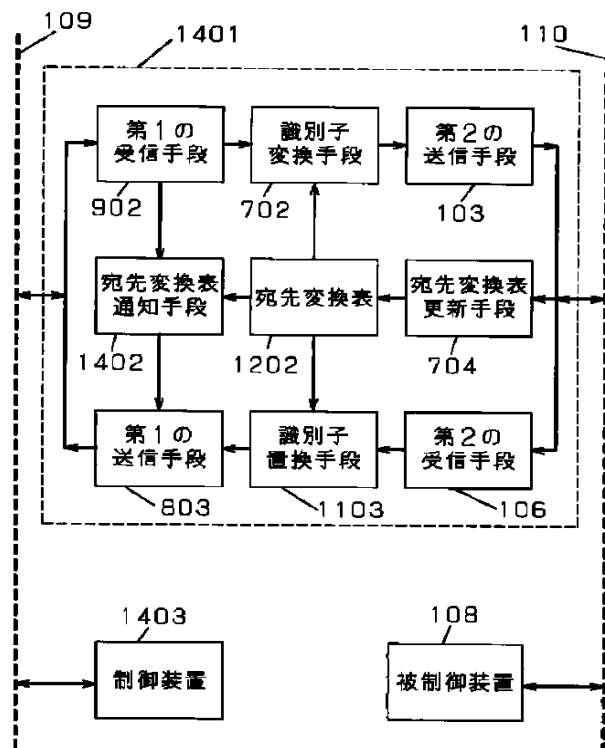 109
1401
110
第1の
受信手段
識別子
変換手段
第2の
送信手段
902
702
103
宛先変換表
通知手段
宛先変換表
宛先変換表
更新手段
1402
1202
704
第1の
送信手段
識別子
置換手段
第2の
受信手段
803
1103
106
1403
108
制御装置
被制御装置